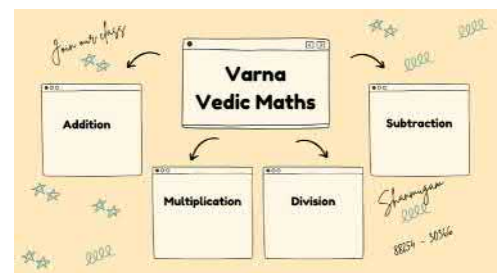 Join our class
Varna
Vedic Maths
Addition
Subtraction
Multiplication
Division
Shanmugam
88254 - 30566